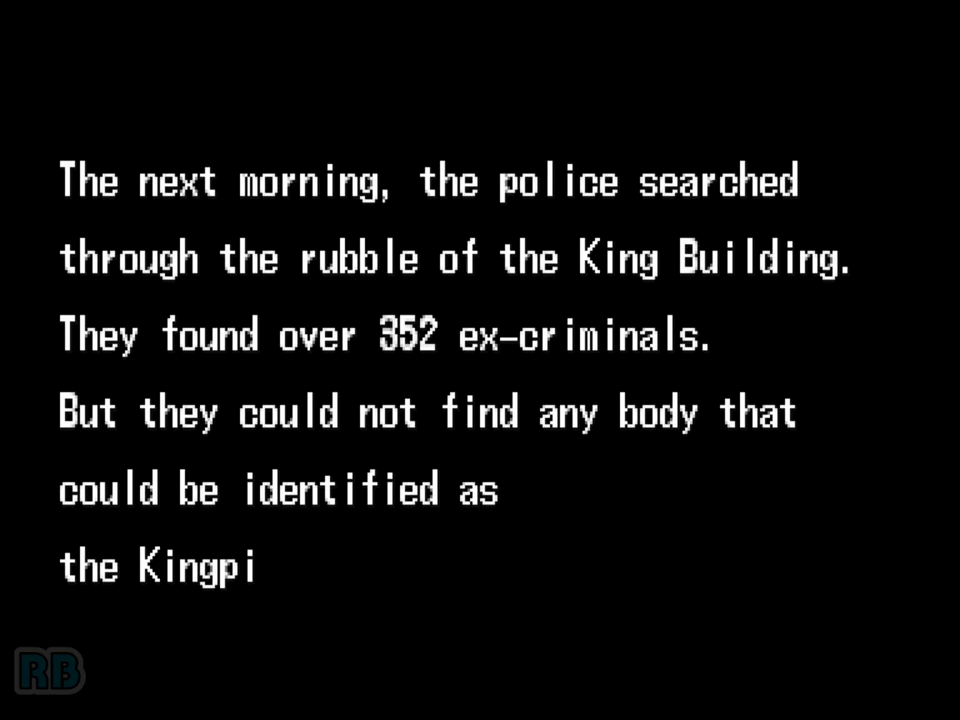 The next morning, the police searched
through the rubble of the King Building.
They found over 352 ex-criminals.
But they could not find any body that
could be identified as
the Kingpi
RB